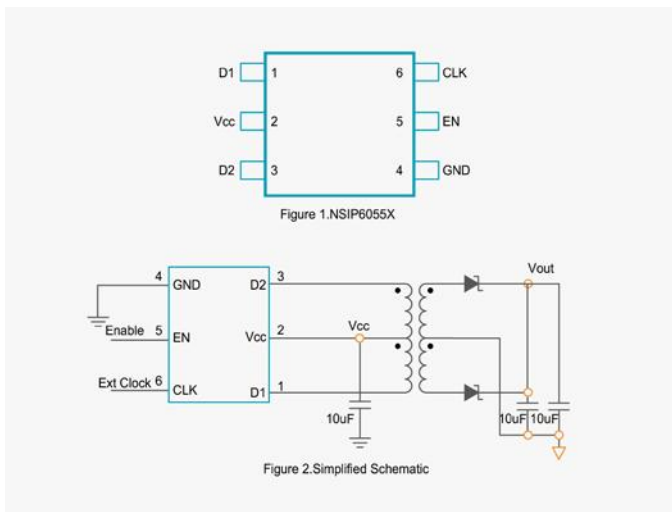 D1 1 6 CLK
Vcc 2 5 EN
D2 3 4 GND
Figure 1.NSIP6055X
Vout
4 GND D2 3
Enable 5 EN Vcc 2 Vcc
Ext Clock 6 CLK D1 1
10uF 10uF 10uF
Figure 2.Simplified Schematic